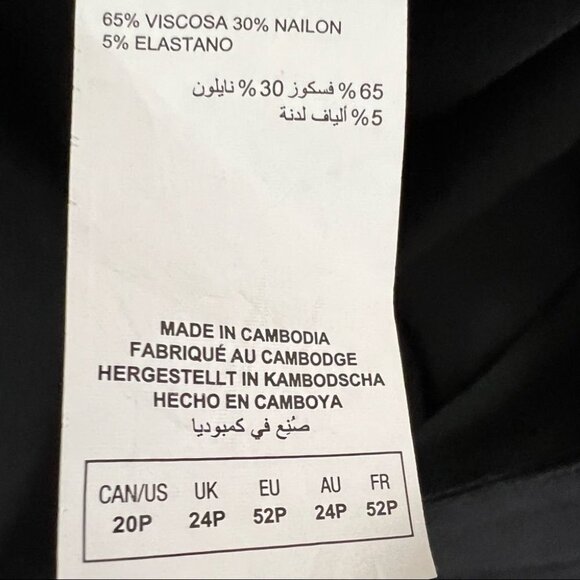 65% VISCOSA 30% NAILON
5% ELASTANO
65 % فسكوز 30 % نايلون
5 % ألياف لدنة
MADE IN CAMBODIA
FABRIQUÉ AU CAMBODGE
HERGESTELLT IN KAMBODSCHA
HECHO EN CAMBOYA
صُنِع في كمبوديا
CAN/US UK EU AU FR
20P 24P 52P 24P 52P